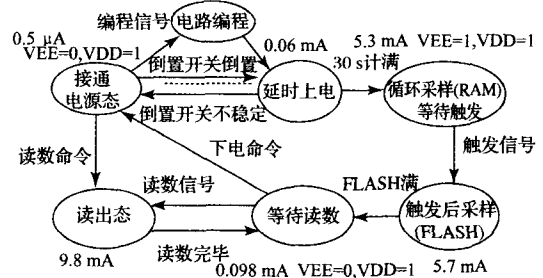 编程信号
电路编程
0.5 μA
VEE=0,VDD=1
倒置开关倒置
0.06 mA
5.3 mA VEE=1,VDD=1
接通
电源态
延时上电
30 s计满
循环采样(RAM)
等待触发
倒置开关不稳定
读数命令
下电命令
触发信号
读数信号
FLASH满
读出态
等待读数
触发后采样
(FLASH)
读数完毕
9.8 mA
0.098 mA VEE=0,VDD=1
5.7 mA